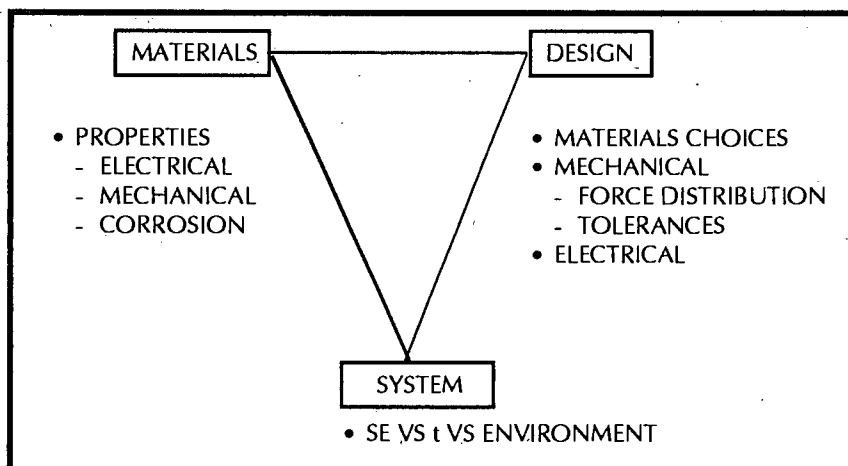 MATERIALS
DESIGN
• PROPERTIES
- ELECTRICAL
- MECHANICAL
- CORROSION
• MATERIALS CHOICES
• MECHANICAL
- FORCE DISTRIBUTION
- TOLERANCES
• ELECTRICAL
SYSTEM
• SE VS t VS ENVIRONMENT